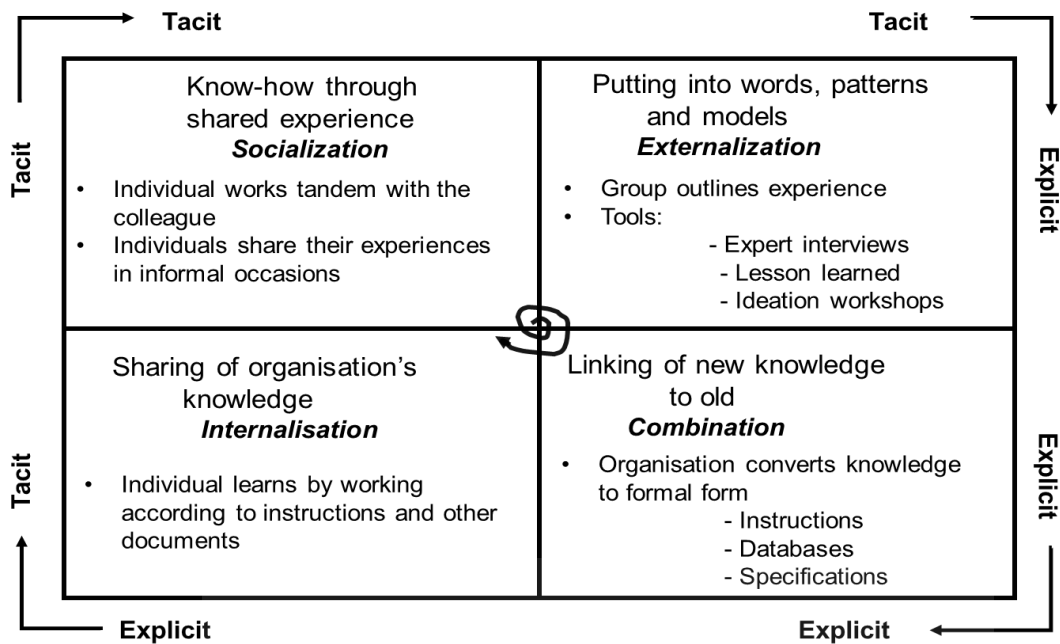 Tacit
Tacit
Tacit
Know-how through
shared experience
Socialization
• Individual works tandem with the
colleague
• Individuals share their experiences
in informal occasions
Putting into words, patterns
and models
Externalization
• Group outlines experience
• Tools:
- Expert interviews
- Lesson learned
- Ideation workshops
Explicit
Tacit
Sharing of organisation's
knowledge
Internalisation
• Individual learns by working
according to instructions and other
documents
Linking of new knowledge
to old
Combination
• Organisation converts knowledge
to formal form
- Instructions
- Databases
- Specifications
Explicit
Explicit
Explicit